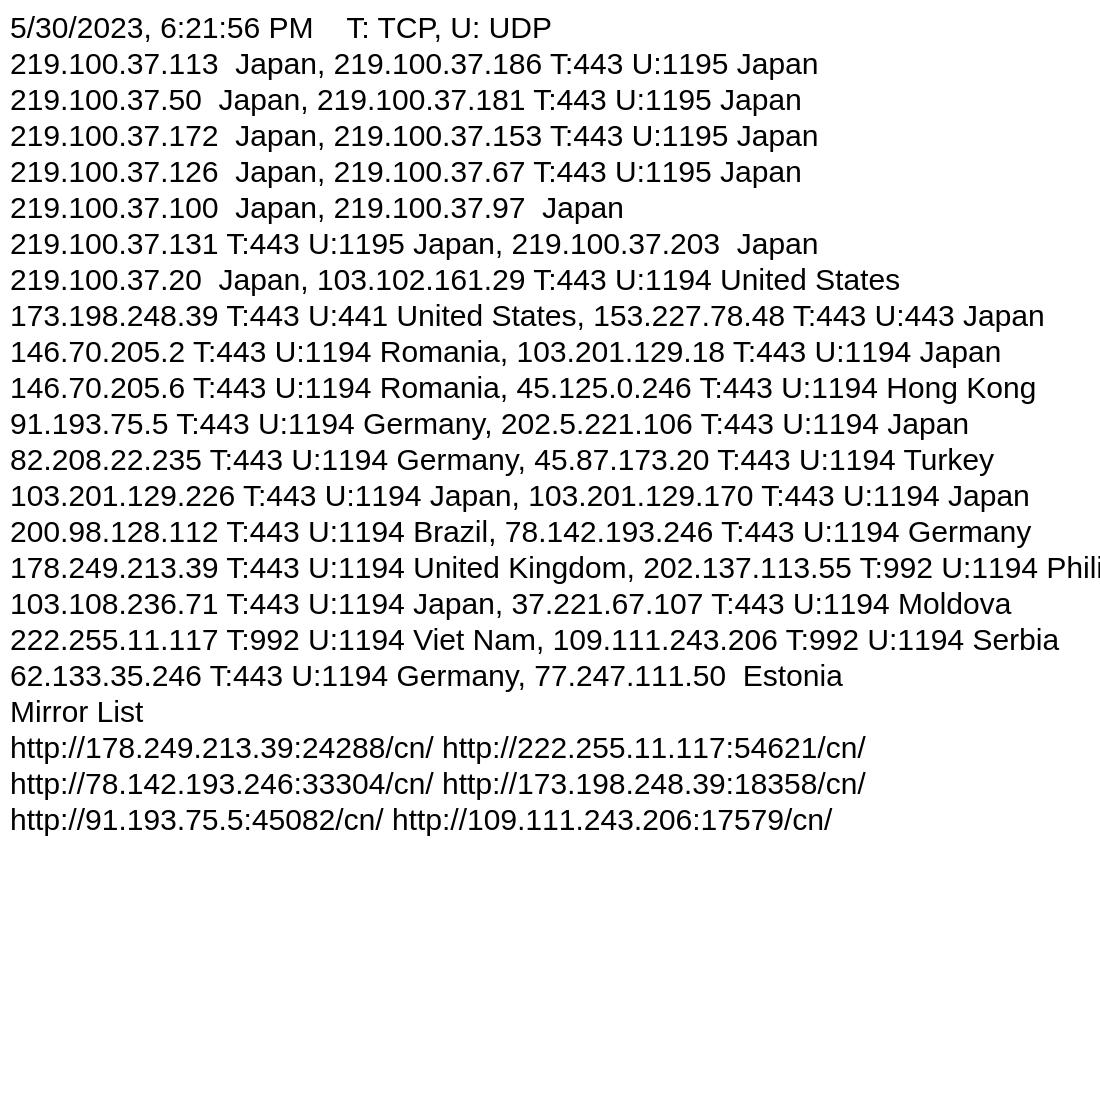 5/30/2023, 6:21:56 PM    T: TCP, U: UDP
219.100.37.113  Japan, 219.100.37.186 T:443 U:1195 Japan
219.100.37.50  Japan, 219.100.37.181 T:443 U:1195 Japan
219.100.37.172  Japan, 219.100.37.153 T:443 U:1195 Japan
219.100.37.126  Japan, 219.100.37.67 T:443 U:1195 Japan
219.100.37.100  Japan, 219.100.37.97  Japan
219.100.37.131 T:443 U:1195 Japan, 219.100.37.203  Japan
219.100.37.20  Japan, 103.102.161.29 T:443 U:1194 United States
173.198.248.39 T:443 U:441 United States, 153.227.78.48 T:443 U:443 Japan
146.70.205.2 T:443 U:1194 Romania, 103.201.129.18 T:443 U:1194 Japan
146.70.205.6 T:443 U:1194 Romania, 45.125.0.246 T:443 U:1194 Hong Kong
91.193.75.5 T:443 U:1194 Germany, 202.5.221.106 T:443 U:1194 Japan
82.208.22.235 T:443 U:1194 Germany, 45.87.173.20 T:443 U:1194 Turkey
103.201.129.226 T:443 U:1194 Japan, 103.201.129.170 T:443 U:1194 Japan
200.98.128.112 T:443 U:1194 Brazil, 78.142.193.246 T:443 U:1194 Germany
178.249.213.39 T:443 U:1194 United Kingdom, 202.137.113.55 T:992 U:1194 Phili
103.108.236.71 T:443 U:1194 Japan, 37.221.67.107 T:443 U:1194 Moldova
222.255.11.117 T:992 U:1194 Viet Nam, 109.111.243.206 T:992 U:1194 Serbia
62.133.35.246 T:443 U:1194 Germany, 77.247.111.50  Estonia
Mirror List
http://178.249.213.39:24288/cn/ http://222.255.11.117:54621/cn/
http://78.142.193.246:33304/cn/ http://173.198.248.39:18358/cn/
http://91.193.75.5:45082/cn/ http://109.111.243.206:17579/cn/